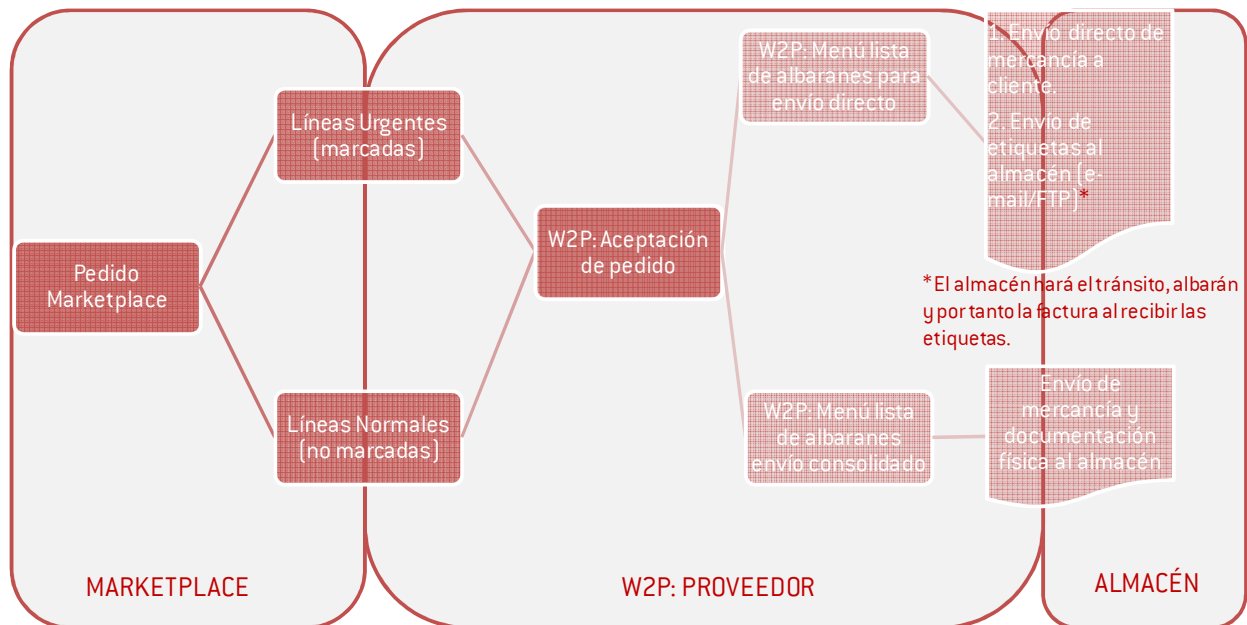 Pedido
Marketplace
Líneas Urgentes
(marcadas)
Líneas Normales
(no marcadas)
W2P: Aceptación
de pedido
W2P: Menú lista
de albaranes para
envío directo
W2P: Menú lista
de albaranes
envío consolidado
1. Envío directo de
mercancía a
cliente.
2. Envío de
etiquetas al
almacén (e-
mail/FTP)*
*El almacén hará el tránsito, albarán
y por tanto la factura al recibir las
etiquetas.
Envío de
mercancía y
documentación
física al almacén
MARKETPLACE
W2P: PROVEEDOR
ALMACÉN